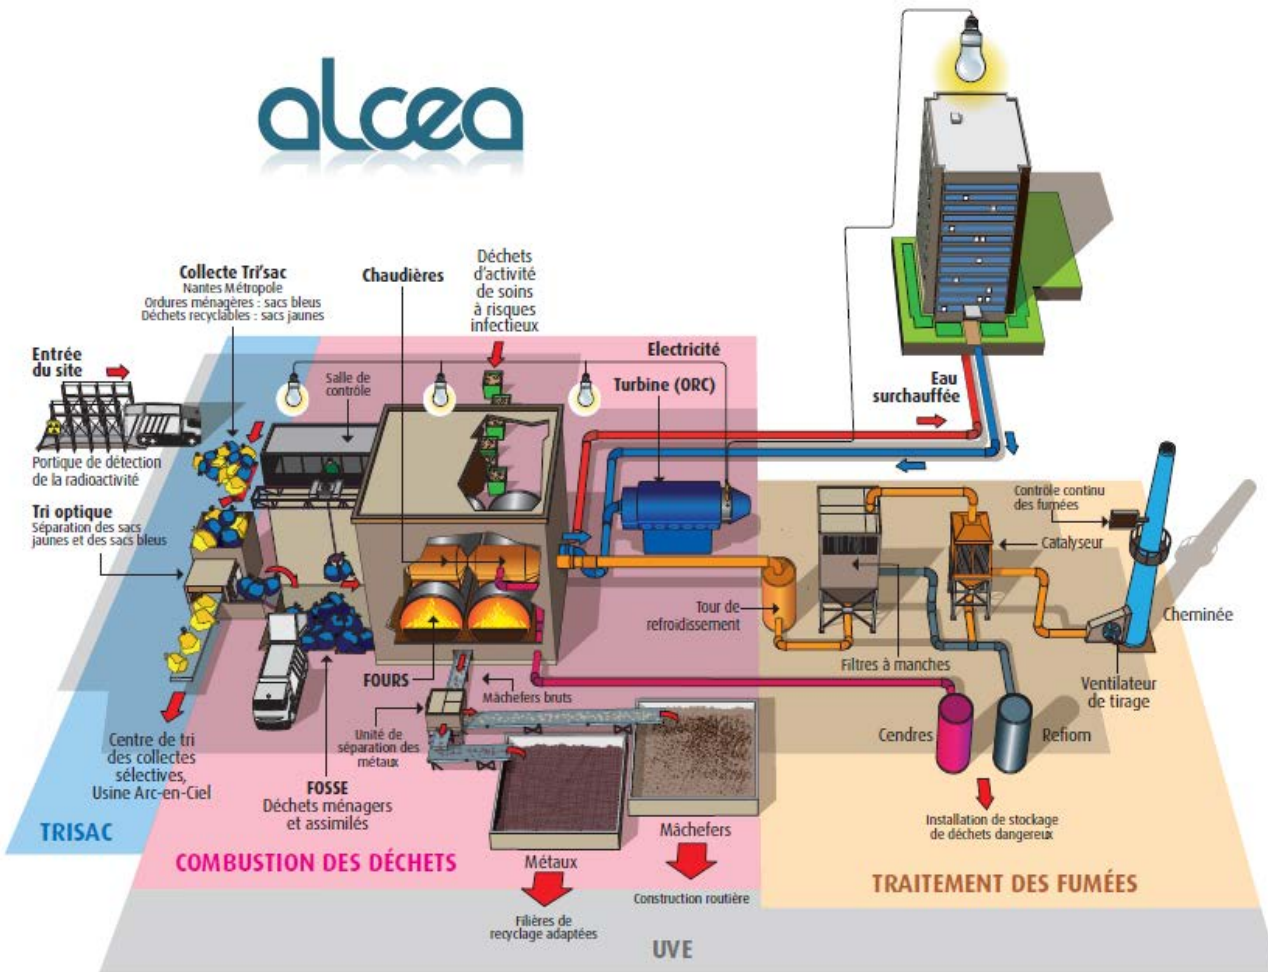 alcea
Collecte Tri'sac
Nantes Métropole
Ordures ménagères : sacs bleus
Déchets recyclables : sacs jaunes
Chaudières
Déchets
d'activité
de soins
à risques
infectieux
Entrée
du site
Salle de
contrôle
Electricité
Turbine (ORC)
Eau
surchauffée
Portique de détection
de la radioactivité
Tri optique
Séparation des sacs
jaunes et des sacs bleus
Contrôle continu
des fumées
Catalyseur
Tour de
refroidissement
Cheminée
Filtres à manches
FOURS
Mâchefers bruts
Ventilateur
de tirage
Unité de
séparation des
métaux
Cendres
Refiom
Centre de tri
des collectes
sélectives,
Usine Arc-en-Ciel
FOSSE
Déchets ménagers
et assimilés
Installation de stockage
de déchets dangereux
TRISAC
Mâchefers
COMBUSTION DES DÉCHETS
Métaux
TRAITEMENT DES FUMÉES
Construction routière
Filières de
recyclage adaptées
UVE